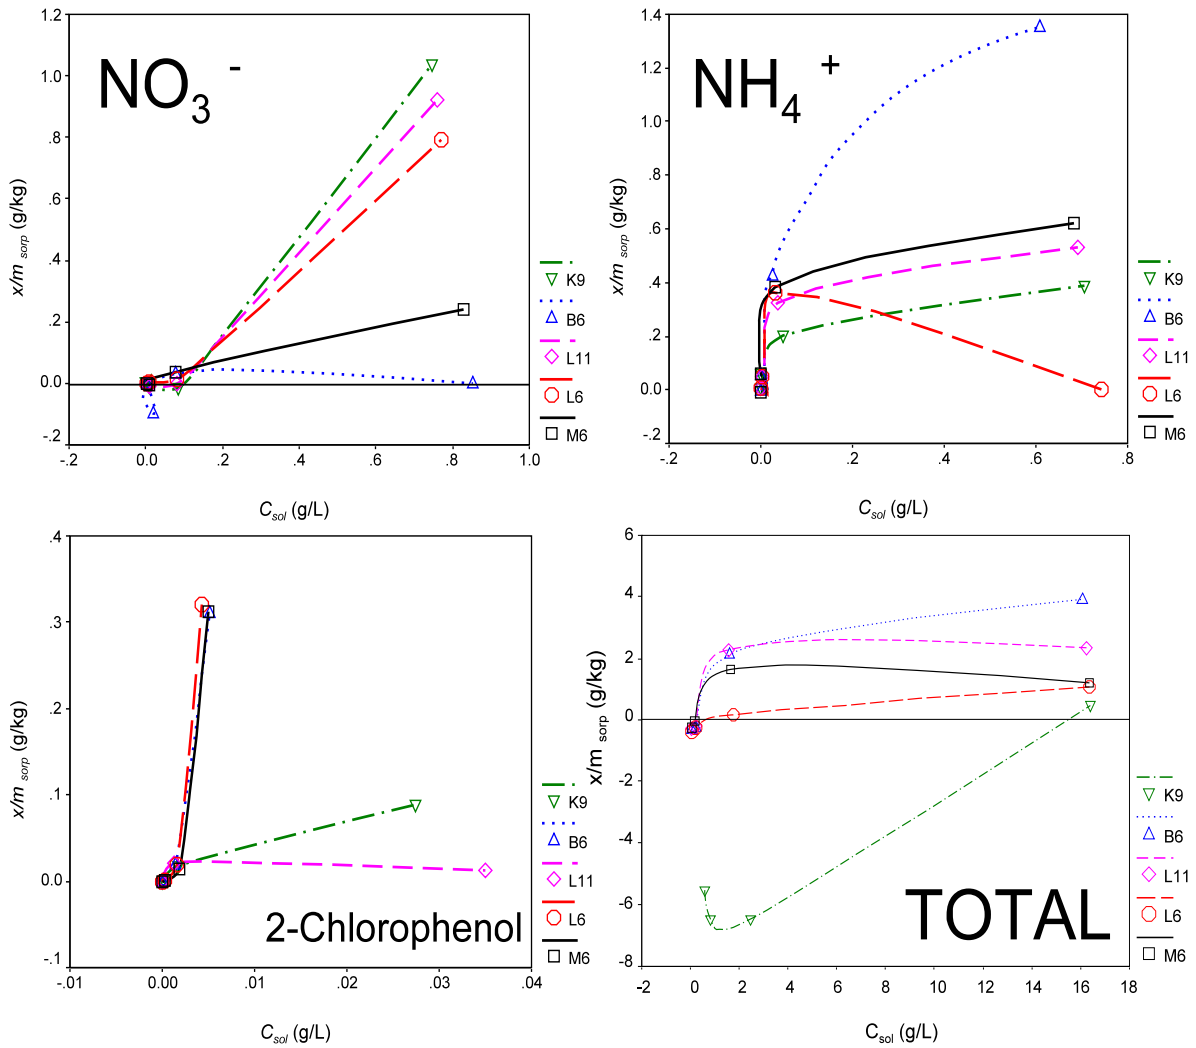 NO3 -
1.2
1.0
.8
.6
.4
.2
0.0
-.2
x/m sorp (g/kg)
-.2 0.0 .2 .4 .6 .8 1.0
Csol (g/L)
K9
B6
L11
L6
M6
NH4 +
1.4
1.2
1.0
.8
.6
.4
.2
0.0
-.2
x/m sorp (g/kg)
-.2 0.0 .2 .4 .6 .8
Csol (g/L)
K9
B6
L11
L6
M6
.4
.3
.2
.1
0.0
-.1
x/m sorp (g/kg)
2-Chlorophenol
-.01 0.00 .01 .02 .03 .04
Csol (g/L)
K9
B6
L11
L6
M6
6
4
2
0
-2
-4
-6
-8
x/m sorp (g/kg)
TOTAL
-2 0 2 4 6 8 10 12 14 16 18
Csol (g/L)
K9
B6
L11
L6
M6